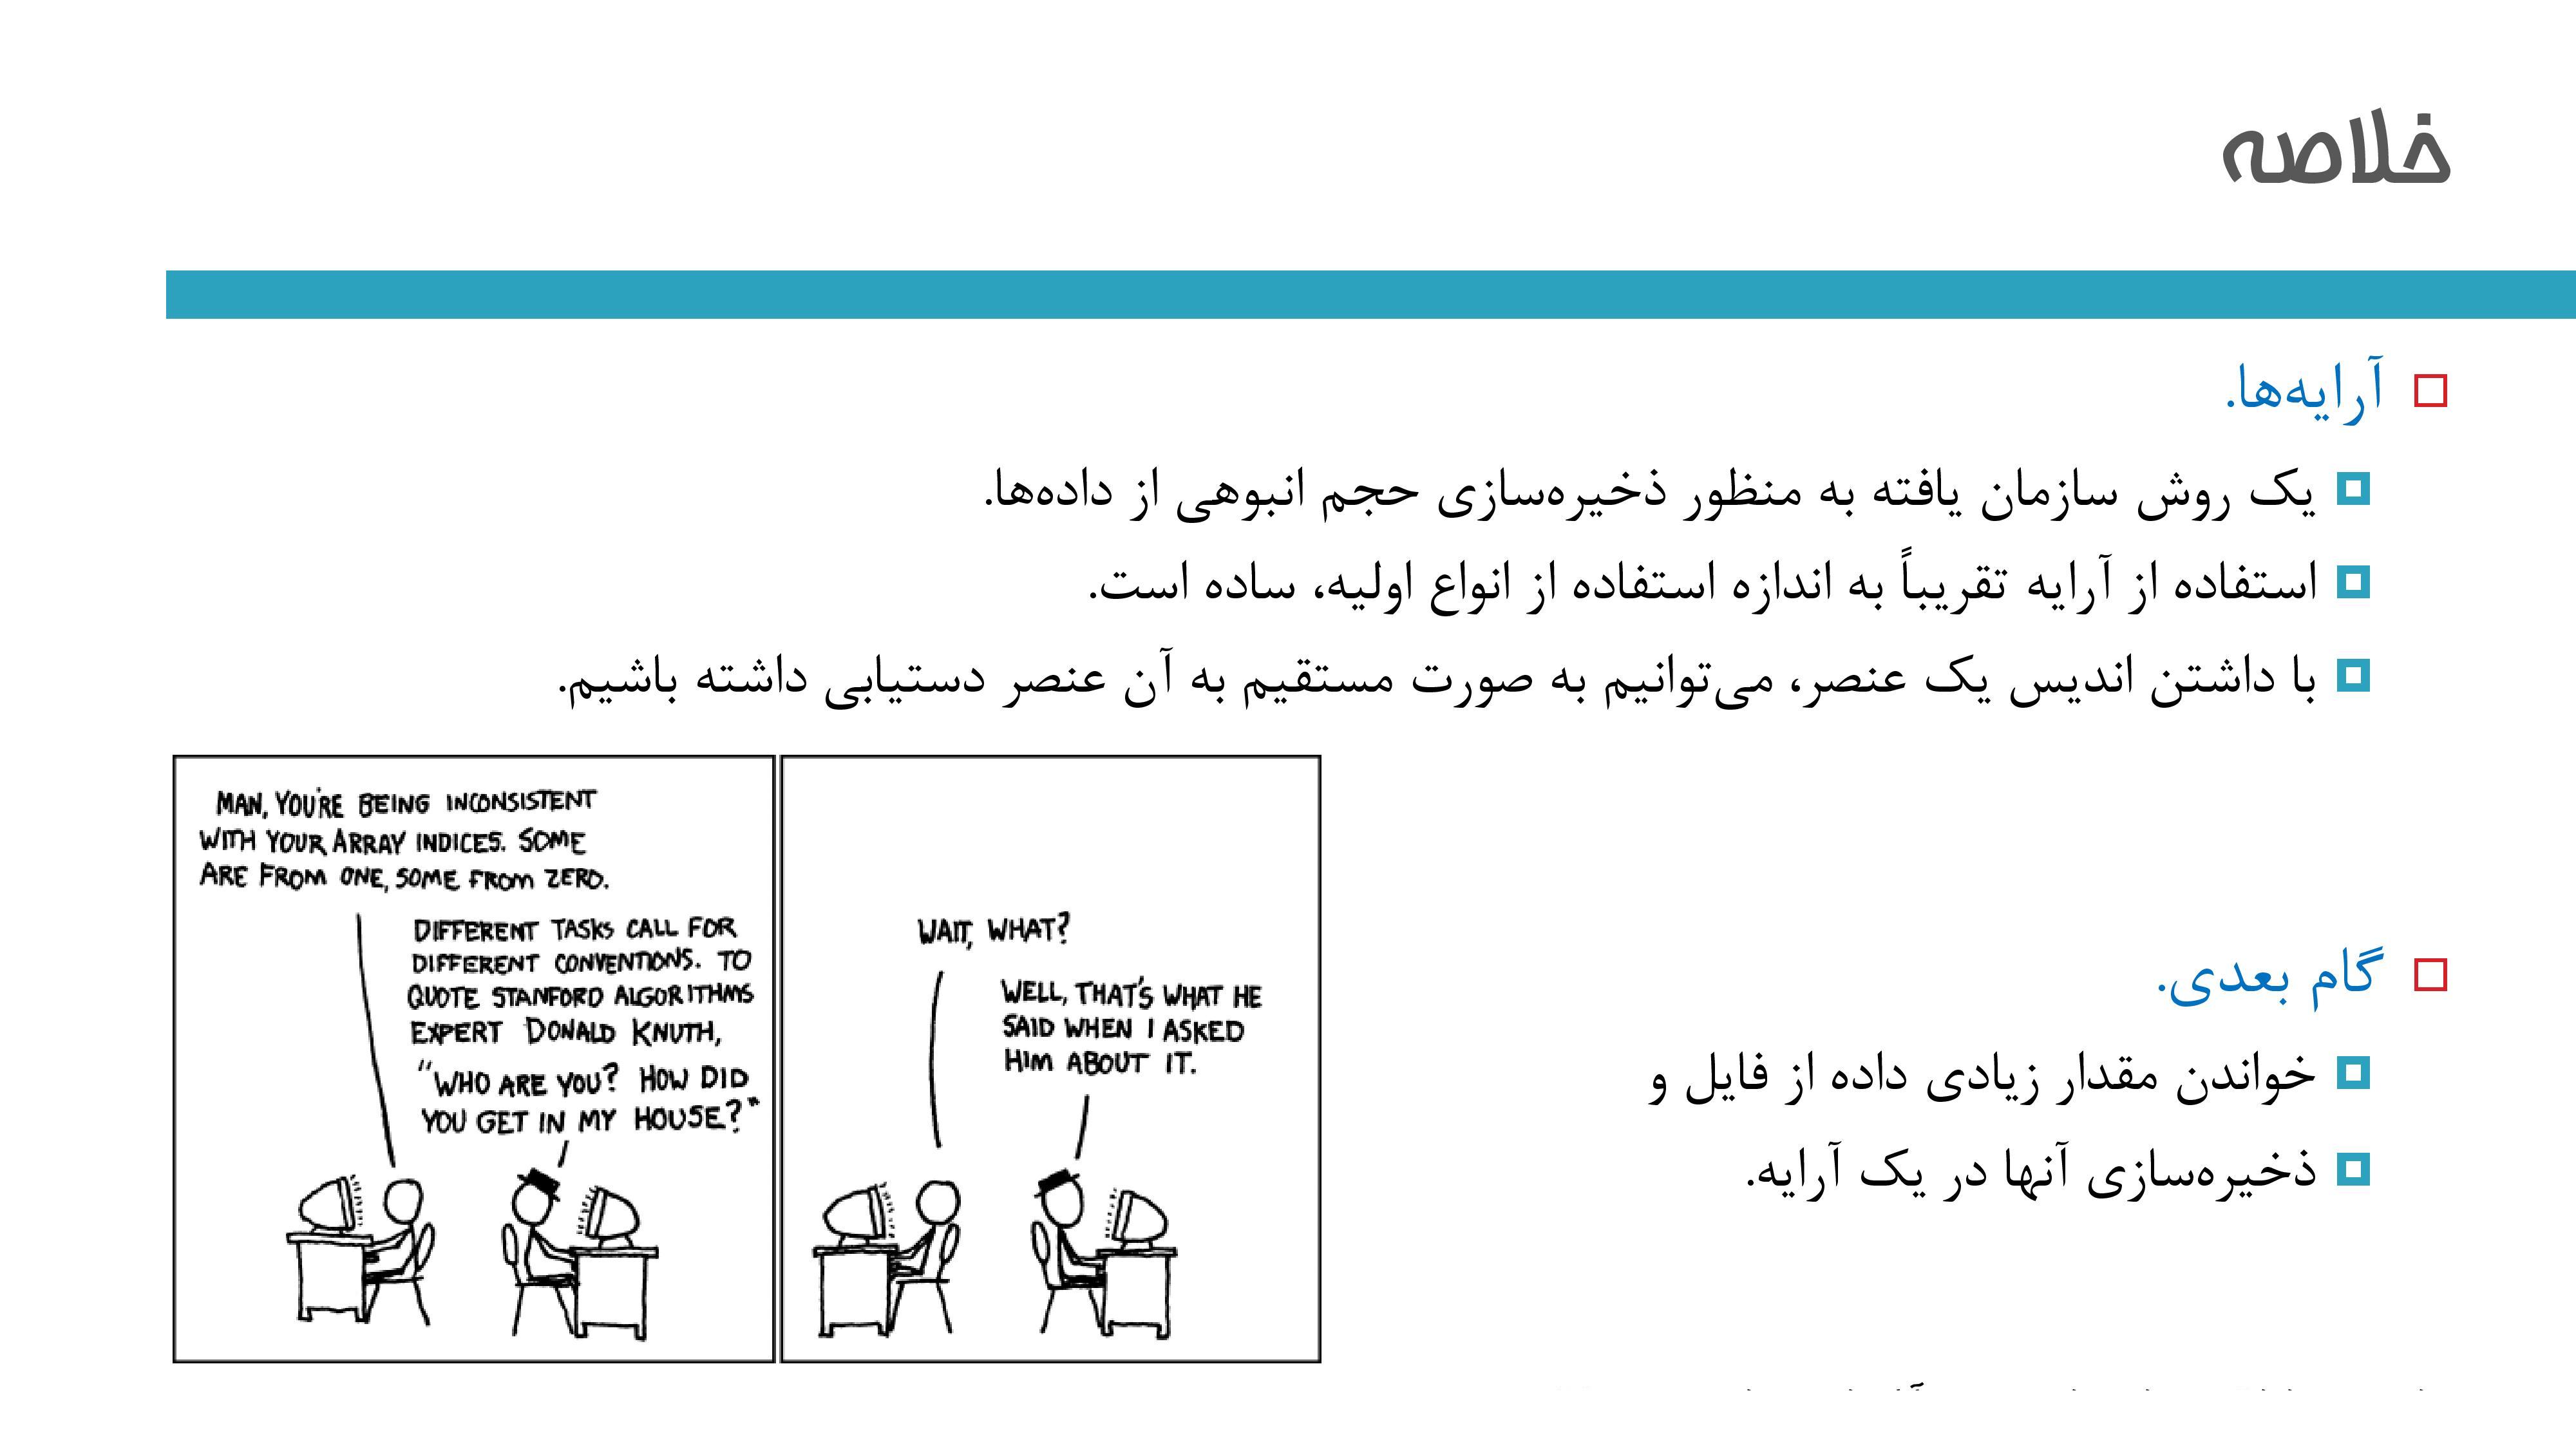 خلاصه
آرایه‌ها.
یک روش سازمان یافته به منظور ذخیره‌سازی حجم انبوهی از داده‌ها.
استفاده از آرایه تقریباً به اندازه استفاده از انواع اولیه، ساده است.
با داشتن اندیس یک عنصر، می‌توانیم به صورت مستقیم به آن عنصر دستیابی داشته باشیم.
گام بعدی.
خواندن مقدار زیادی داده از فایل و
ذخیره‌سازی آنها در یک آرایه.
MAN, YOU'RE BEING INCONSISTENT
WITH YOUR ARRAY INDICES. SOME
ARE FROM ONE, SOME FROM ZERO.
DIFFERENT TASKS CALL FOR
DIFFERENT CONVENTIONS. TO
QUOTE STANFORD ALGORITHMS
EXPERT DONALD KNUTH,
"WHO ARE YOU? HOW DID
YOU GET IN MY HOUSE?"
WAIT, WHAT?
WELL, THAT'S WHAT HE
SAID WHEN I ASKED
HIM ABOUT IT.